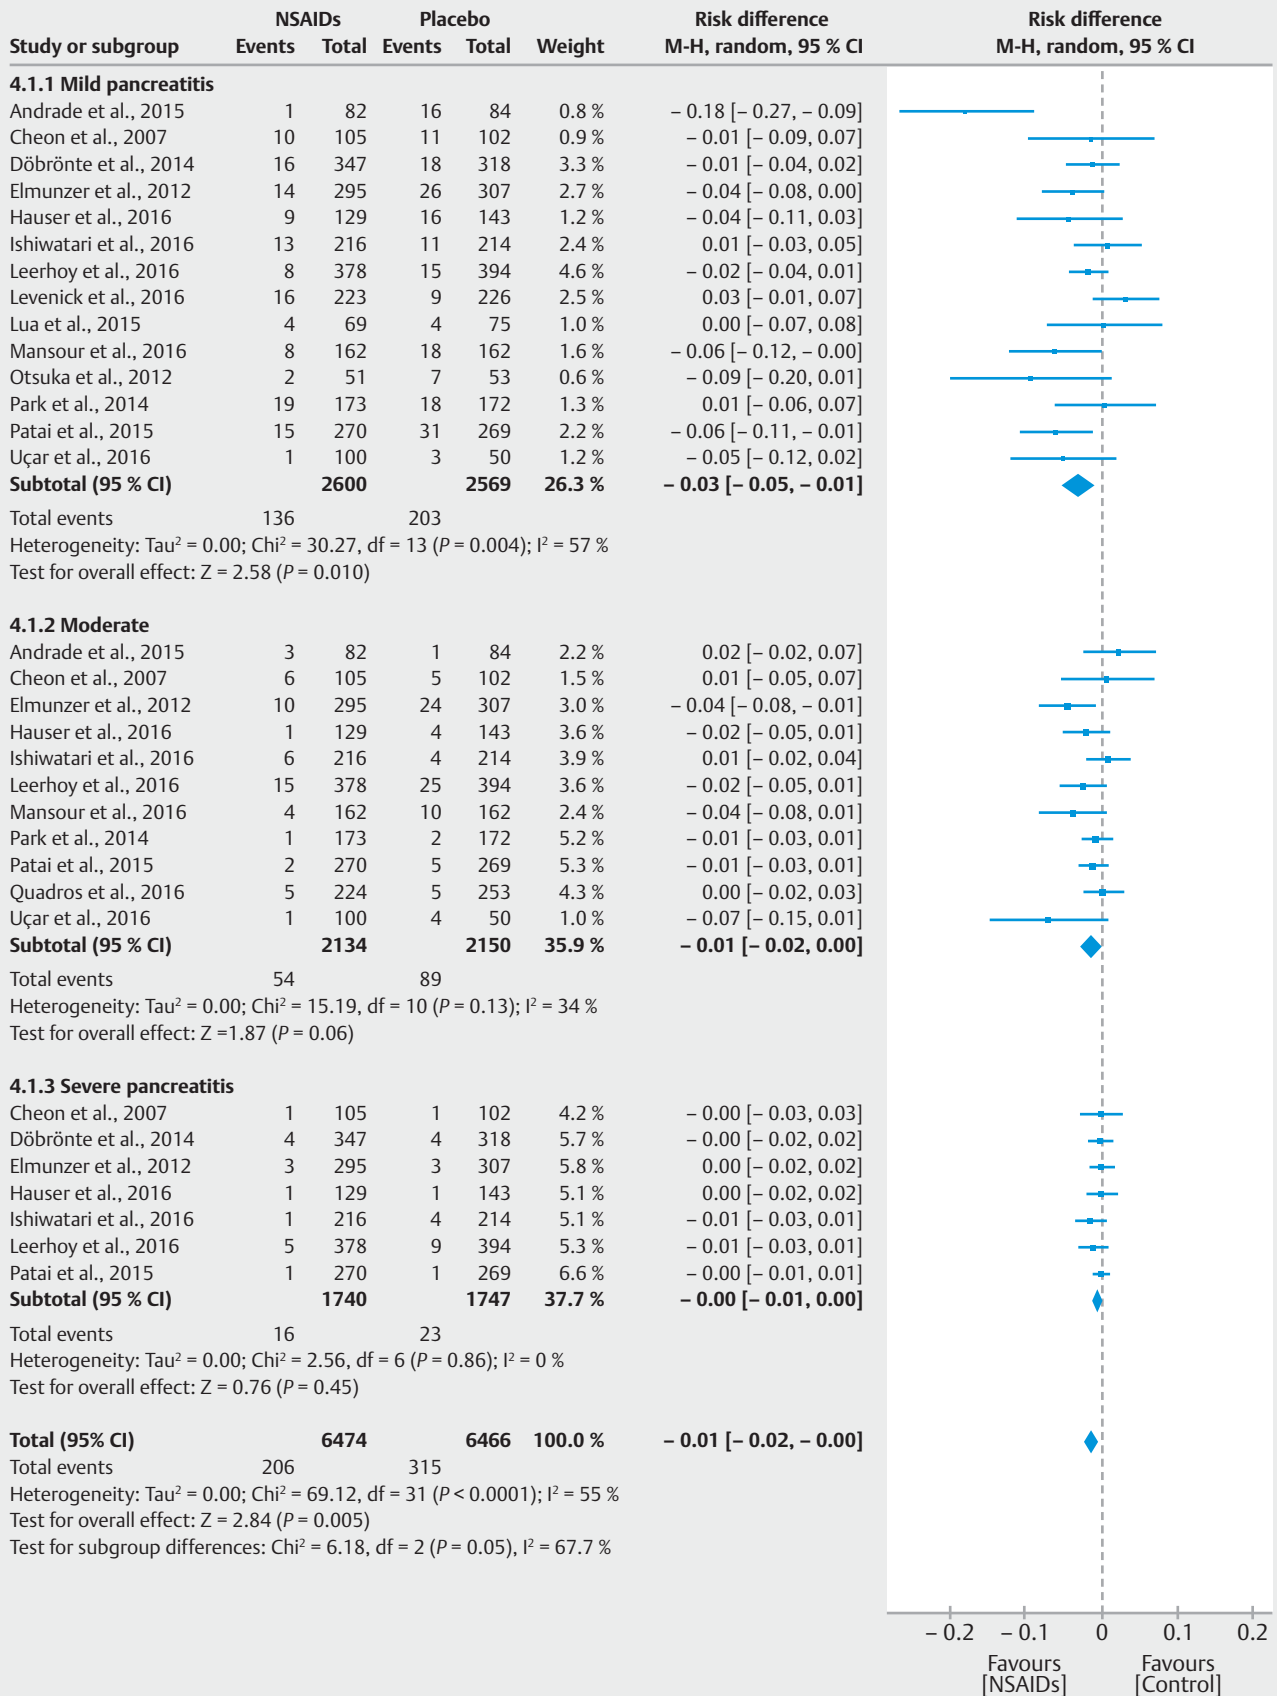 NSAIDs Placebo Risk difference Risk difference
Study or subgroup Events Total Events Total Weight M-H, random, 95 % CI M-H, random, 95 % CI
4.1.1 Mild pancreatitis
Andrade et al., 2015 1 82 16 84 0.8 % – 0.18 [– 0.27, – 0.09]
Cheon et al., 2007 10 105 11 102 0.9 % – 0.01 [– 0.09, 0.07]
Döbrönte et al., 2014 16 347 18 318 3.3 % – 0.01 [– 0.04, 0.02]
Elmunzer et al., 2012 14 295 26 307 2.7 % – 0.04 [– 0.08, 0.00]
Hauser et al., 2016 9 129 16 143 1.2 % – 0.04 [– 0.11, 0.03]
Ishiwatari et al., 2016 13 216 11 214 2.4 % 0.01 [– 0.03, 0.05]
Leerhoy et al., 2016 8 378 15 394 4.6 % – 0.02 [– 0.04, 0.01]
Levenick et al., 2016 16 223 9 226 2.5 % 0.03 [– 0.01, 0.07]
Lua et al., 2015 4 69 4 75 1.0 % 0.00 [– 0.07, 0.08]
Mansour et al., 2016 8 162 18 162 1.6 % – 0.06 [– 0.12, – 0.00]
Otsuka et al., 2012 2 51 7 53 0.6 % – 0.09 [– 0.20, 0.01]
Park et al., 2014 19 173 18 172 1.3 % 0.01 [– 0.06, 0.07]
Patai et al., 2015 15 270 31 269 2.2 % – 0.06 [– 0.11, – 0.01]
Uçar et al., 2016 1 100 3 50 1.2 % – 0.05 [– 0.12, 0.02]
Subtotal (95 % CI) 2600 2569 26.3 % – 0.03 [– 0.05, – 0.01]
Total events 136 203
Heterogeneity: Tau² = 0.00; Chi² = 30.27, df = 13 (P = 0.004); I² = 57 %
Test for overall effect: Z = 2.58 (P = 0.010)
4.1.2 Moderate
Andrade et al., 2015 3 82 1 84 2.2 % 0.02 [– 0.02, 0.07]
Cheon et al., 2007 6 105 5 102 1.5 % 0.01 [– 0.05, 0.07]
Elmunzer et al., 2012 10 295 24 307 3.0 % – 0.04 [– 0.08, – 0.01]
Hauser et al., 2016 1 129 4 143 3.6 % – 0.02 [– 0.05, 0.01]
Ishiwatari et al., 2016 6 216 4 214 3.9 % 0.01 [– 0.02, 0.04]
Leerhoy et al., 2016 15 378 25 394 3.6 % – 0.02 [– 0.05, 0.01]
Mansour et al., 2016 4 162 10 162 2.4 % – 0.04 [– 0.08, 0.01]
Park et al., 2014 1 173 2 172 5.2 % – 0.01 [– 0.03, 0.01]
Patai et al., 2015 2 270 5 269 5.3 % – 0.01 [– 0.03, 0.01]
Quadros et al., 2016 5 224 5 253 4.3 % 0.00 [– 0.02, 0.03]
Uçar et al., 2016 1 100 4 50 1.0 % – 0.07 [– 0.15, 0.01]
Subtotal (95 % CI) 2134 2150 35.9 % – 0.01 [– 0.02, 0.00]
Total events 54 89
Heterogeneity: Tau² = 0.00; Chi² = 15.19, df = 10 (P = 0.13); I² = 34 %
Test for overall effect: Z =1.87 (P = 0.06)
4.1.3 Severe pancreatitis
Cheon et al., 2007 1 105 1 102 4.2 % – 0.00 [– 0.03, 0.03]
Döbrönte et al., 2014 4 347 4 318 5.7 % – 0.00 [– 0.02, 0.02]
Elmunzer et al., 2012 3 295 3 307 5.8 % 0.00 [– 0.02, 0.02]
Hauser et al., 2016 1 129 1 143 5.1 % 0.00 [– 0.02, 0.02]
Ishiwatari et al., 2016 1 216 4 214 5.1 % – 0.01 [– 0.03, 0.01]
Leerhoy et al., 2016 5 378 9 394 5.3 % – 0.01 [– 0.03, 0.01]
Patai et al., 2015 1 270 1 269 6.6 % – 0.00 [– 0.01, 0.01]
Subtotal (95 % CI) 1740 1747 37.7 % – 0.00 [– 0.01, 0.00]
Total events 16 23
Heterogeneity: Tau² = 0.00; Chi² = 2.56, df = 6 (P = 0.86); I² = 0 %
Test for overall effect: Z = 0.76 (P = 0.45)
Total (95% CI) 6474 6466 100.0 % – 0.01 [– 0.02, – 0.00]
Total events 206 315
Heterogeneity: Tau² = 0.00; Chi² = 69.12, df = 31 (P < 0.0001); I² = 55 %
Test for overall effect: Z = 2.84 (P = 0.005)
Test for subgroup differences: Chi² = 6.18, df = 2 (P = 0.05), I² = 67.7 %
– 0.2 – 0.1 0 0.1 0.2
Favours Favours
[NSAIDs] [Control]